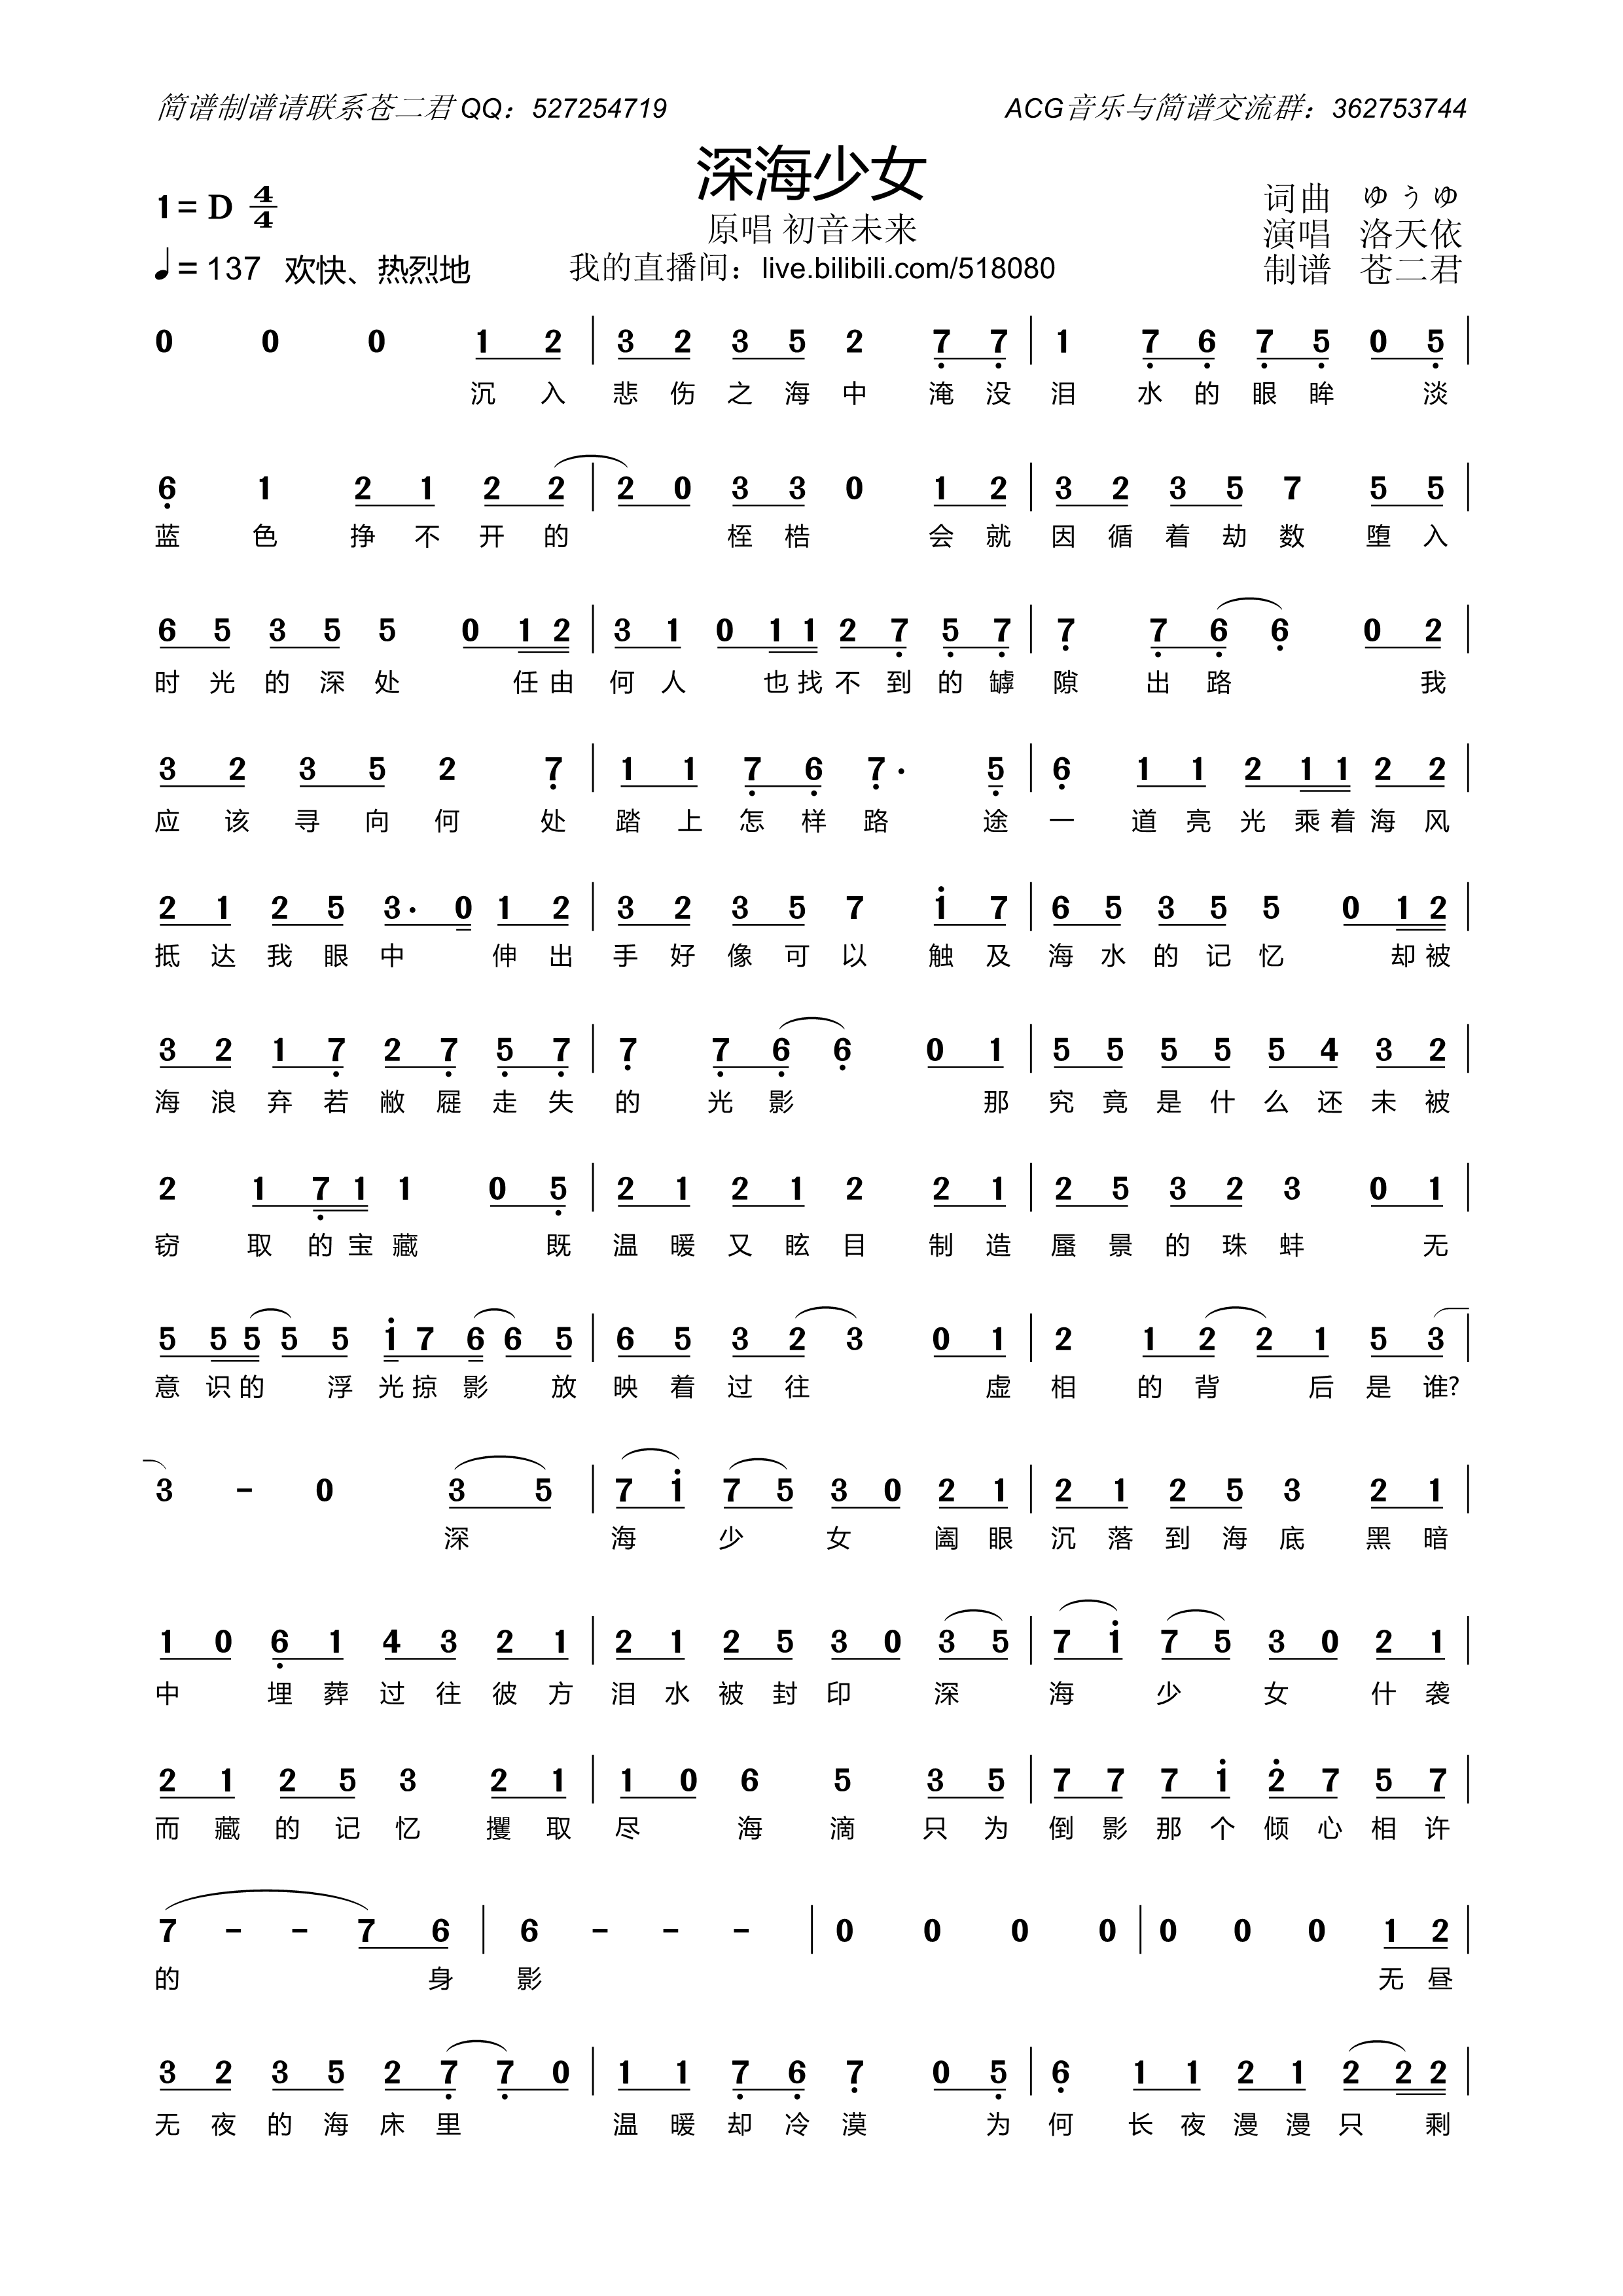 简谱制谱请联系苍二君 QQ：527254719 ACG音乐与简谱交流群：362753744
深海少女
1 = D 4/4
原唱 初音未来
词曲 ゆうゆ
演唱 洛天依
♩= 137 欢快、热烈地
我的直播间：live.bilibili.com/518080
制谱 苍二君
0 0 0 1 2 | 3 2 3 5 2 7 7 | 1 7 6 7 5 0 5 |
沉入悲伤之海中淹没泪水的眼眸淡
6 1 2 1 2 2 | 2 0 3 3 0 1 2 | 3 2 3 5 7 5 5 |
蓝色挣不开的桎梏会就因循着劫数堕入
6 5 3 5 5 0 1 2 | 3 1 0 1 1 2 7 5 7 | 7 7 6 6 0 2 |
时光的深处任由何人也找不到的罅隙出路我
3 2 3 5 2 7 | 1 1 7 6 7· 5 | 6 1 1 2 1 1 2 2 |
应该寻向何处踏上怎样路途一道亮光乘着海风
2 1 2 5 3· 0 1 2 | 3 2 3 5 7 1 7 | 6 5 3 5 5 0 1 2 |
抵达我眼中伸出手好像可以触及海水的记忆却被
3 2 1 7 2 7 5 7 | 7 7 6 6 0 1 | 5 5 5 5 5 4 3 2 |
海浪弃若敝屣走失的光影那究竟是什么还未被
2 1 7 1 1 0 5 | 2 1 2 1 2 2 1 | 2 5 3 2 3 0 1 |
窃取的宝藏既温暖又眩目制造蜃景的珠蚌无
5 5 5 5 5 1 7 6 6 5 | 6 5 3 2 3 0 1 | 2 1 2 2 1 5 3 |
意识的浮光掠影放映着过往虚相的背后是谁?
3 - 0 3 5 | 7 1 7 5 3 0 2 1 | 2 1 2 5 3 2 1 |
深海少女阖眼沉落到海底黑暗
1 0 6 1 4 3 2 1 | 2 1 2 5 3 0 3 5 | 7 1 7 5 3 0 2 1 |
中埋葬过往彼方泪水被封印深海少女什袭
2 1 2 5 3 2 1 | 1 0 6 5 3 5 | 7 7 7 1 2 7 5 7 |
而藏的记忆攫取尽海滴只为倒影那个倾心相许
7 - - 7 6 | 6 - - - | 0 0 0 0 | 0 0 0 1 2 |
的身影无昼
3 2 3 5 2 7 7 0 | 1 1 7 6 7 0 5 | 6 1 1 2 1 2 2 2 |
无夜的海床里温暖却冷漠为何长夜漫漫只剩